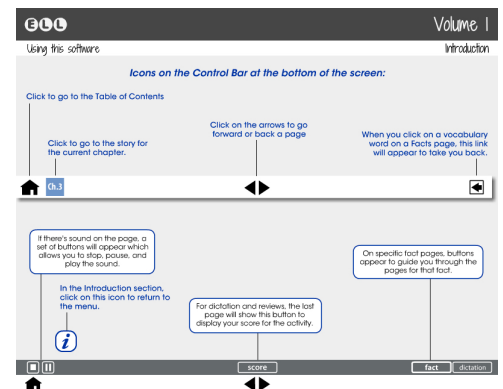 ELL
Volume 1
Using this software
Introduction
Icons on the Control Bar at the bottom of the screen:
Click to go to the Table of Contents
Click to go to the story for
the current chapter.
Click on the arrows to go
forward or back a page
When you click on a vocabulary
word on a Facts page, this link
will appear to take you back.
Ch.3
If there's sound on the page, a
set of buttons will appear which
allows you to stop, pause, and
play the sound.
In the Introduction section,
click on this icon to return to
the menu.
i
For dictation and reviews, the last
page will show this button to
display your score for the activity.
On specific fact pages, buttons
appear to guide you through the
pages for that fact.
score
fact
dictation